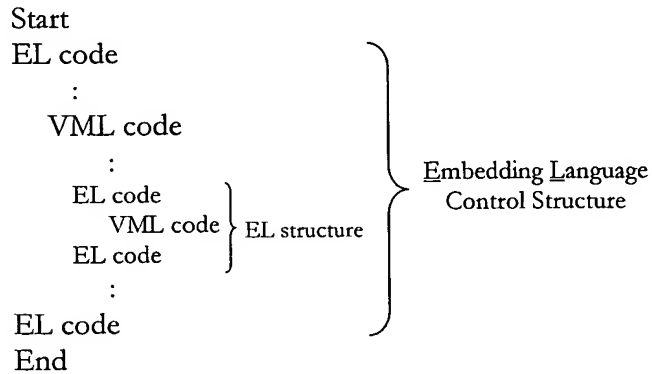 Start
EL code
:
VML code
:
EL code
VML code
EL code
EL structure
:
EL code
End
Embedding Language
Control Structure